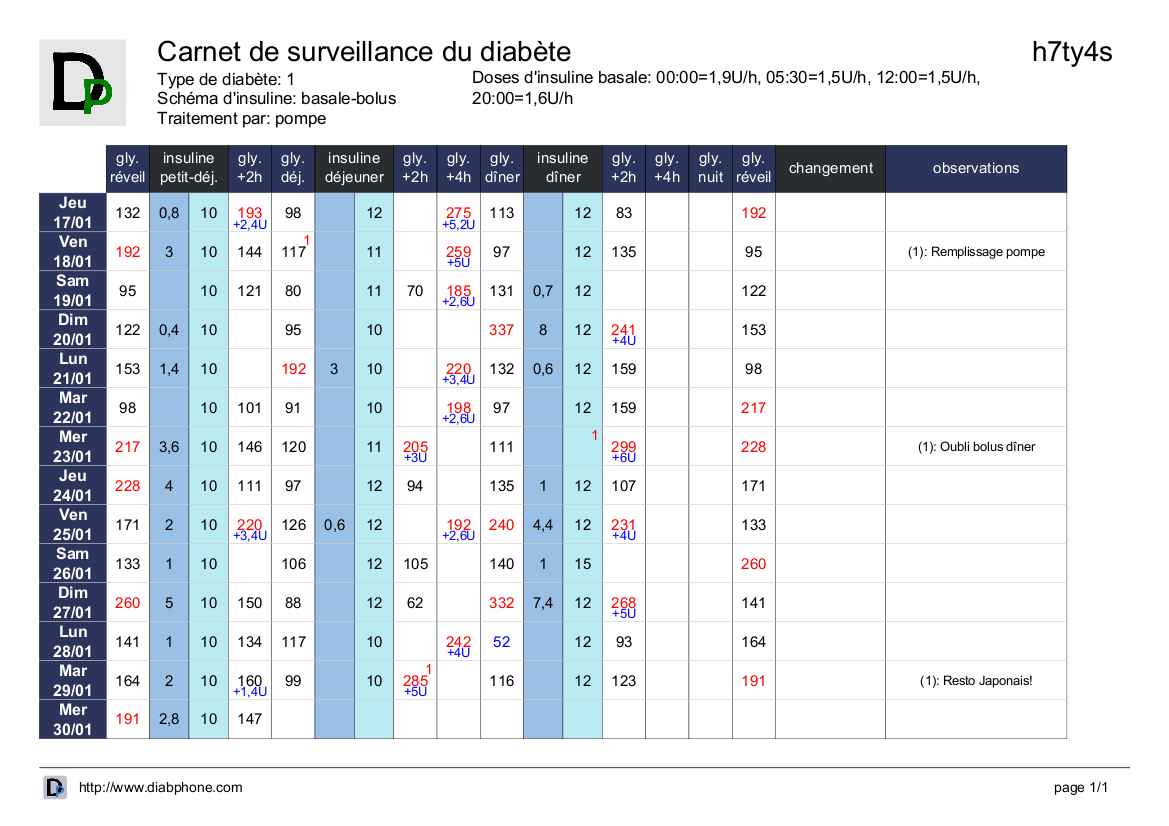 Dp
Carnet de surveillance du diabète
h7ty4s
Type de diabète: 1
Schéma d'insuline: basale-bolus
Traitement par: pompe
Doses d'insuline basale: 00:00=1,9U/h, 05:30=1,5U/h, 12:00=1,5U/h,
20:00=1,6U/h
gly. réveil insuline petit-déj. gly. +2h gly. déj. insuline déjeuner gly. +2h gly. +4h gly. dîner insuline dîner gly. +2h gly. +4h gly. nuit gly. réveil changement observations
Jeu 17/01 132 0,8 10 193 +2,4U 98 12 275 +5,2U 113 12 83 192
Ven 18/01 192 3 10 144 117 1 11 259 +5U 97 12 135 95 (1): Remplissage pompe
Sam 19/01 95 10 121 80 11 70 185 +2,6U 131 0,7 12 122
Dim 20/01 122 0,4 10 95 10 337 8 12 241 +4U 153
Lun 21/01 153 1,4 10 192 3 10 220 +3,4U 132 0,6 12 159 98
Mar 22/01 98 10 101 91 10 198 +2,6U 97 12 159 217
Mer 23/01 217 3,6 10 146 120 11 205 +3U 111 1 299 +6U 228 (1): Oubli bolus dîner
Jeu 24/01 228 4 10 111 97 12 94 135 1 12 107 171
Ven 25/01 171 2 10 220 +3,4U 126 0,6 12 192 +2,6U 240 4,4 12 231 +4U 133
Sam 26/01 133 1 10 106 12 105 140 1 15 260
Dim 27/01 260 5 10 150 88 12 62 332 7,4 12 268 +5U 141
Lun 28/01 141 1 10 134 117 10 242 +4U 52 12 93 164
Mar 29/01 164 2 10 160 +1,4U 99 10 285 1 +5U 116 12 123 191 (1): Resto Japonais!
Mer 30/01 191 2,8 10 147
http://www.diabphone.com
page 1/1